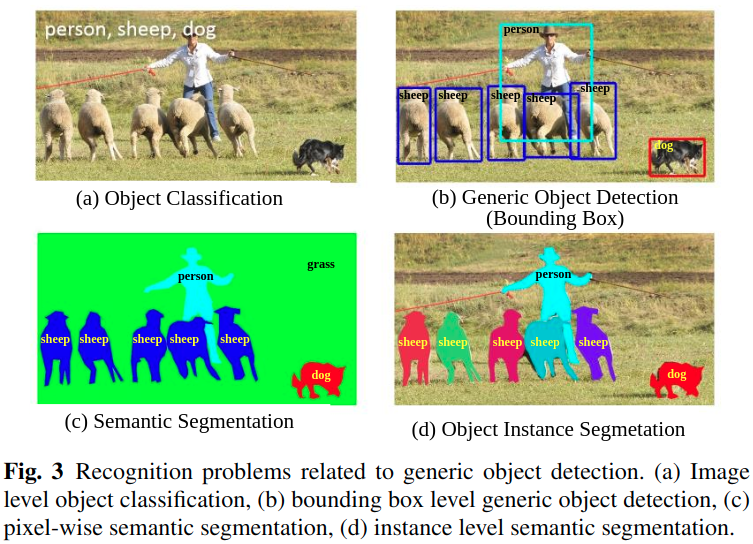 person, sheep, dog
person
sheep
sheep
sheep
sheep
sheep
dog
(a) Object Classification
(b) Generic Object Detection
(Bounding Box)
person
grass
sheep
sheep
sheep
sheep
sheep
dog
person
sheep
sheep
sheep
sheep
sheep
dog
(c) Semantic Segmentation
(d) Object Instance Segmetation
Fig. 3 Recognition problems related to generic object detection. (a) Image
level object classification, (b) bounding box level generic object detection, (c)
pixel-wise semantic segmentation, (d) instance level semantic segmentation.